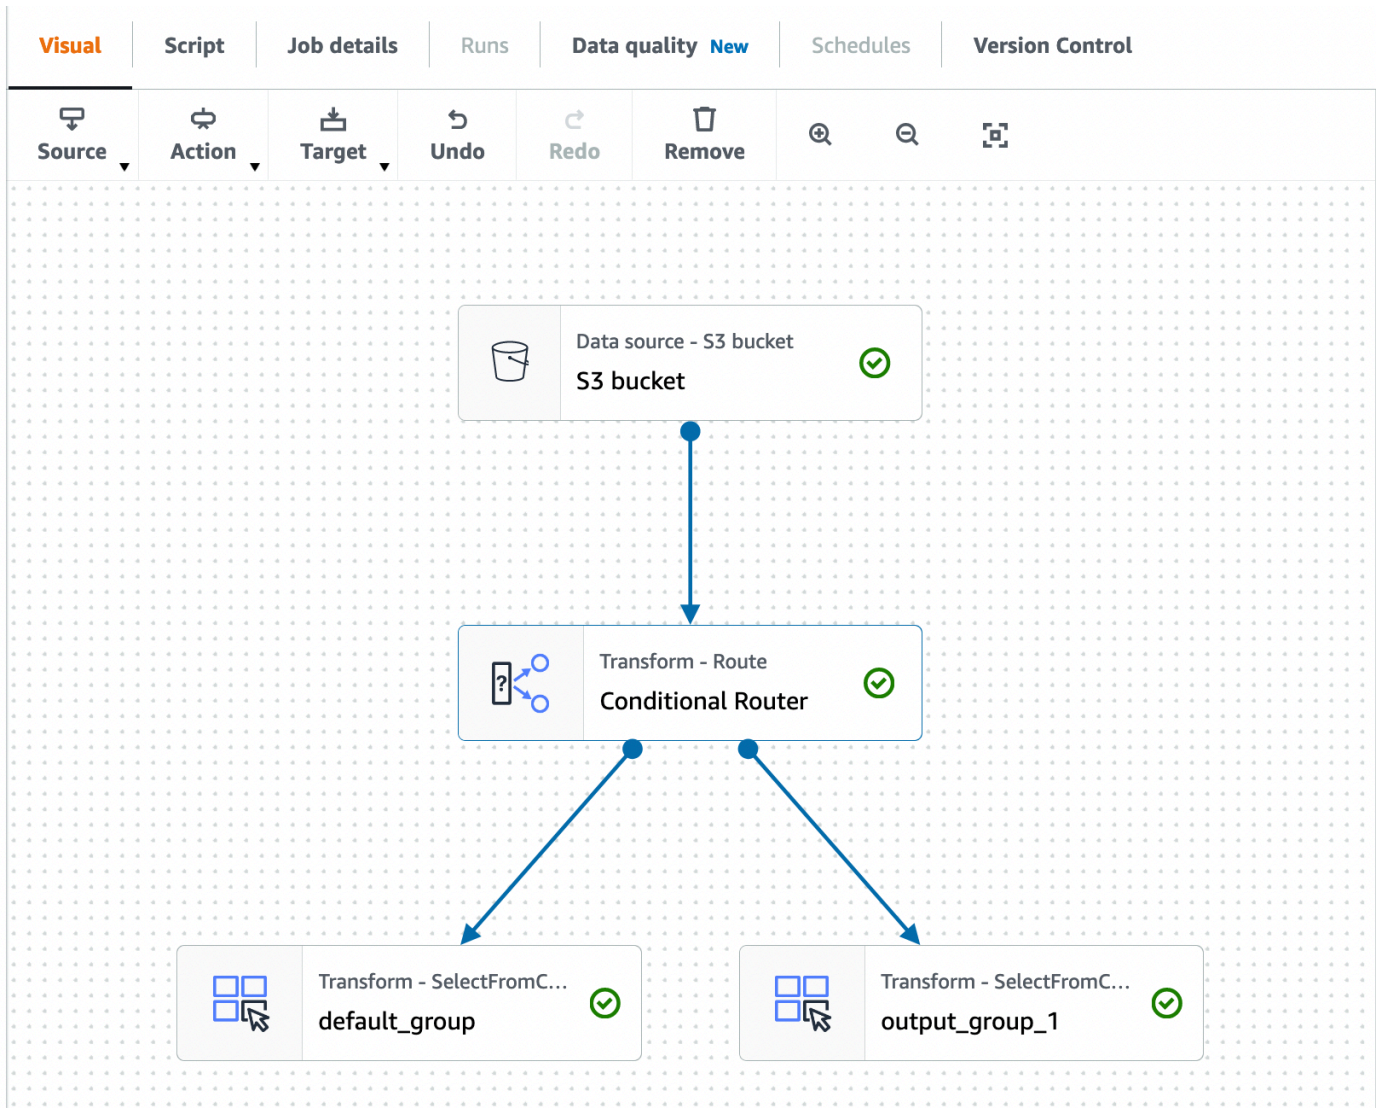 Visual Script Job details Runs Data quality New Schedules Version Control
Source Action Target Undo Redo Remove
Data source - S3 bucket
S3 bucket
?
Transform - Route
Conditional Router
Transform - SelectFromC...
default_group
Transform - SelectFromC...
output_group_1